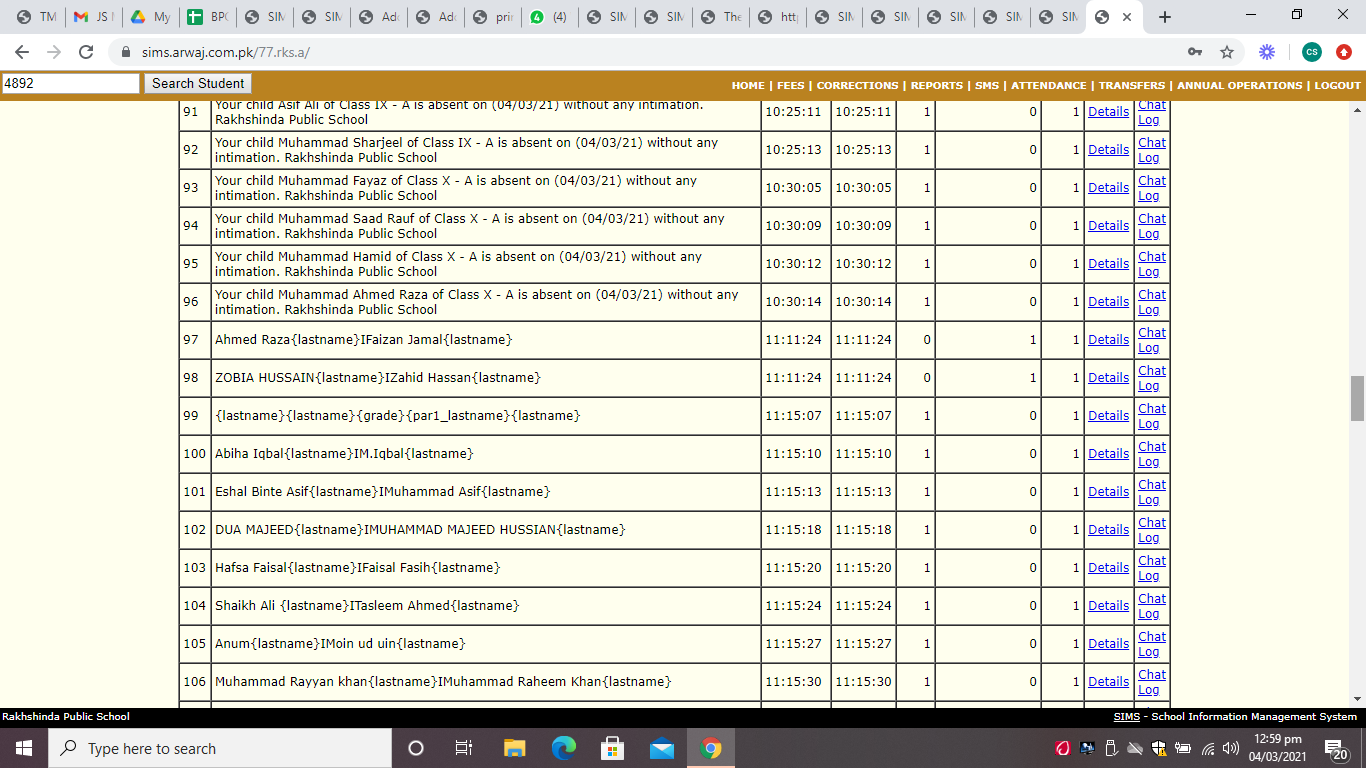 TM
JS
My
BPC
SIM
SIM
Add
Add
prin
4 (4)
SIM
SIM
The
http
SIM
SIM
SIM
SIM
SIM
sims.arwaj.com.pk/77.rks.a/
CS
4892 Search Student HOME | FEES | CORRECTIONS | REPORTS | SMS | ATTENDANCE | TRANSFERS | ANNUAL OPERATIONS | LOGOUT
91 Your child Asif Ali of Class IX - A is absent on (04/03/21) without any intimation. Rakhshinda Public School 10:25:11 10:25:11 1 0 1 Details Chat Log
92 Your child Muhammad Sharjeel of Class IX - A is absent on (04/03/21) without any intimation. Rakhshinda Public School 10:25:13 10:25:13 1 0 1 Details Chat Log
93 Your child Muhammad Fayaz of Class X - A is absent on (04/03/21) without any intimation. Rakhshinda Public School 10:30:05 10:30:05 1 0 1 Details Chat Log
94 Your child Muhammad Saad Rauf of Class X - A is absent on (04/03/21) without any intimation. Rakhshinda Public School 10:30:09 10:30:09 1 0 1 Details Chat Log
95 Your child Muhammad Hamid of Class X - A is absent on (04/03/21) without any intimation. Rakhshinda Public School 10:30:12 10:30:12 1 0 1 Details Chat Log
96 Your child Muhammad Ahmed Raza of Class X - A is absent on (04/03/21) without any intimation. Rakhshinda Public School 10:30:14 10:30:14 1 0 1 Details Chat Log
97 Ahmed Raza{lastname}IFaizan Jamal{lastname} 11:11:24 11:11:24 0 1 1 Details Chat Log
98 ZOBIA HUSSAIN{lastname}IZahid Hassan{lastname} 11:11:24 11:11:24 0 1 1 Details Chat Log
99 {lastname}{lastname}{grade}{par1_lastname}{lastname} 11:15:07 11:15:07 1 0 1 Details Chat Log
100 Abiha Iqbal{lastname}IM.Iqbal{lastname} 11:15:10 11:15:10 1 0 1 Details Chat Log
101 Eshal Binte Asif{lastname}IMuhammad Asif{lastname} 11:15:13 11:15:13 1 0 1 Details Chat Log
102 DUA MAJEED{lastname}IMUHAMMAD MAJEED HUSSIAN{lastname} 11:15:18 11:15:18 1 0 1 Details Chat Log
103 Hafsa Faisal{lastname}IFaisal Fasih{lastname} 11:15:20 11:15:20 1 0 1 Details Chat Log
104 Shaikh Ali {lastname}ITasleem Ahmed{lastname} 11:15:24 11:15:24 1 0 1 Details Chat Log
105 Anum{lastname}IMoin ud uin{lastname} 11:15:27 11:15:27 1 0 1 Details Chat Log
106 Muhammad Rayyan khan{lastname}IMuhammad Raheem Khan{lastname} 11:15:30 11:15:30 1 0 1 Details Chat Log
Rakhshinda Public School SIMS - School Information Management System
Type here to search
12:59 pm
04/03/2021
20